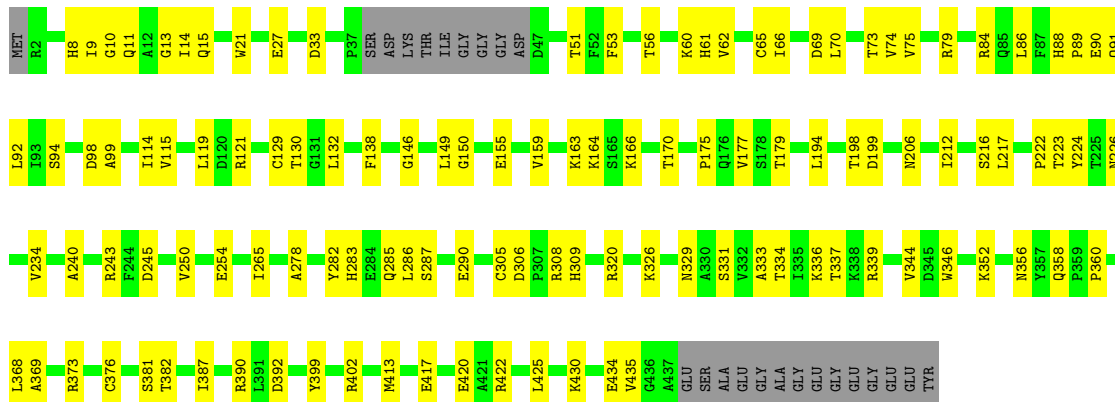 MET R2 H8 I9 G10 Q11 A12 G13 I14 Q15 W21 E27 D33 P37 SER ASP LYS THR ILE GLY GLY GLY ASP D47 T51 F52 F53 T56 K60 H61 V62 C65 I66 D69 L70 T73 V74 V75 R79 R84 Q85 L86 F87 H88 P89 E90
L92 I93 S94 D98 A99 I114 V115 L119 D120 R121 C129 T130 G131 L132 F138 G146 L149 G150 E155 V159 K163 K164 S165 K166 T170 P175 Q176 V177 S178 T179 L194 T198 D199 N206 I212 S216 L217 P222 T223 Y224 T225
V234 A240 R243 F244 D245 V250 E254 I265 A278 Y282 H283 E284 Q285 L286 S287 E290 C305 D306 P307 R308 H309 R320 K326 N329 A330 S331 V332 A333 T334 I335 K336 T337 K338 R339 V344 D345 W346 K352 N356 Y357 Q358 P359 P360
L368 A369 R373 C376 S381 T382 I387 R390 L391 D392 Y399 R402 M413 E417 E420 A421 R422 L425 K430 E434 V435 G436 A437 GLU SER ALA GLU GLY ALA GLY GLU GLY GLU GLY GLU GLU TYR